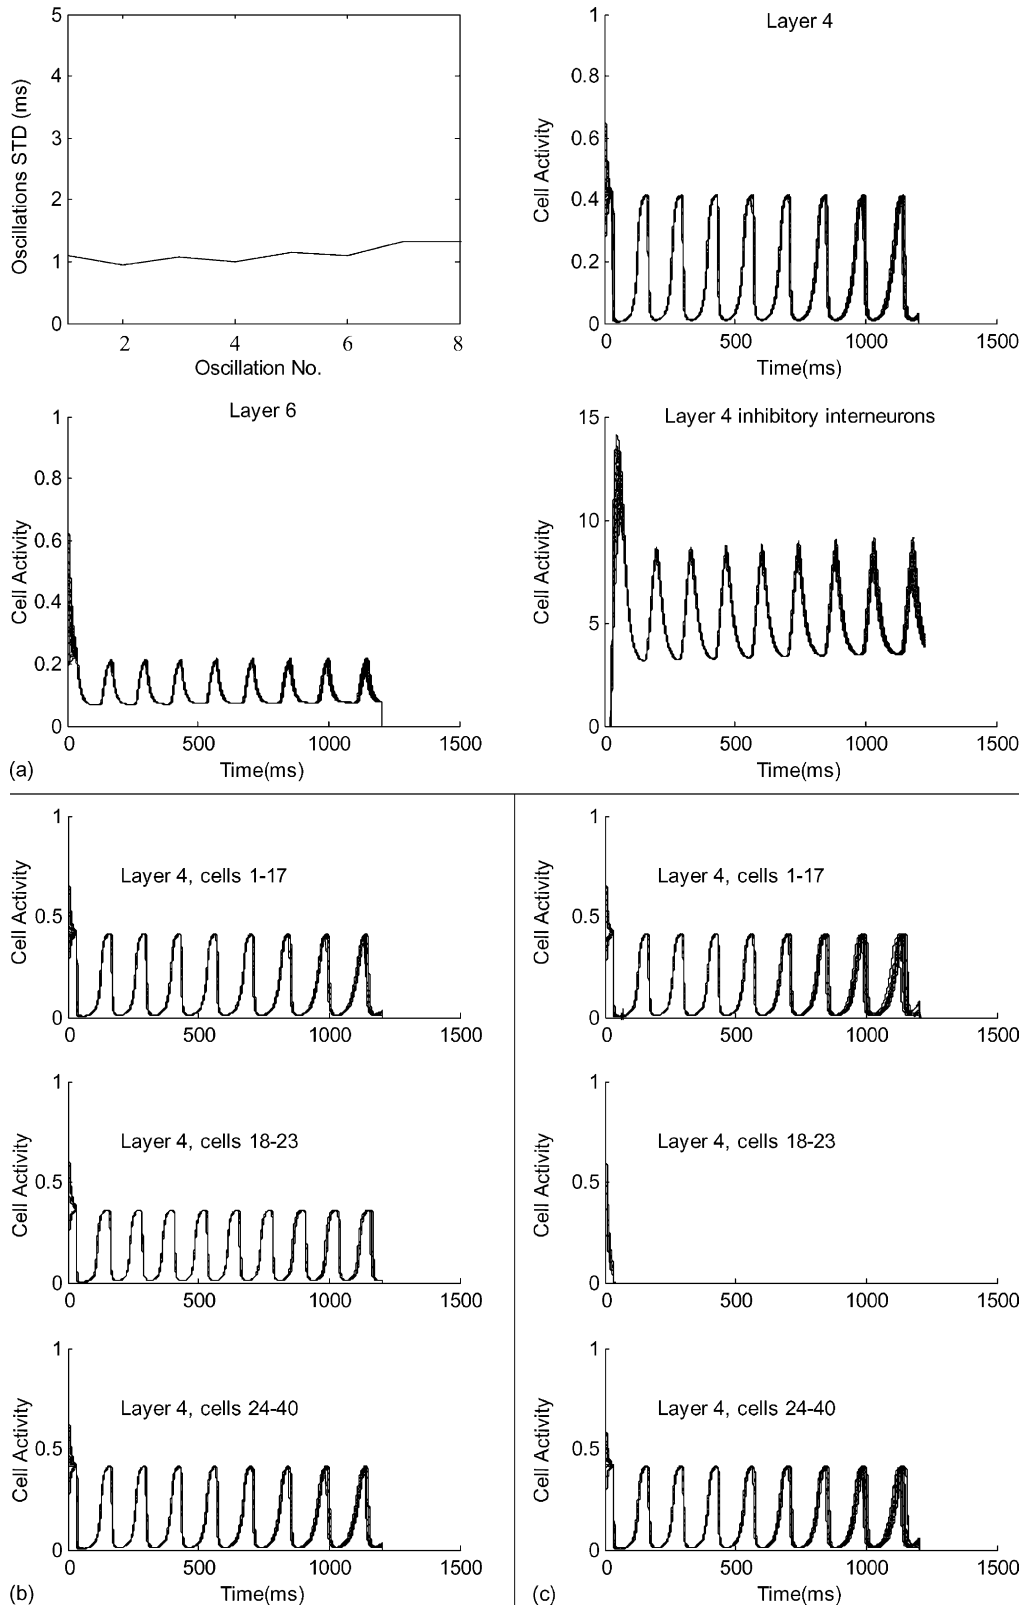 5
4
3
2
1
0
Oscillations STD (ms)
2 4 6 8
Oscillation No.
Layer 4
1
0.8
0.6
0.4
0.2
0
Cell Activity
0 500 1000 1500
Time(ms)
Layer 6
1
0.8
0.6
0.4
0.2
0
Cell Activity
0 500 1000 1500
Time(ms)
(a)
Layer 4 inhibitory interneurons
15
10
5
0
Cell Activity
0 500 1000 1500
Time(ms)
Layer 4, cells 1-17
1
0.5
0
Cell Activity
0 500 1000 1500
Layer 4, cells 18-23
1
0.5
0
Cell Activity
0 500 1000 1500
Layer 4, cells 24-40
1
0.5
0
Cell Activity
0 500 1000 1500
Time(ms)
(b)
Layer 4, cells 1-17
1
0.5
0
Cell Activity
0 500 1000 1500
Layer 4, cells 18-23
1
0.5
0
Cell Activity
0 500 1000 1500
Layer 4, cells 24-40
1
0.5
0
Cell Activity
0 500 1000 1500
Time(ms)
(c)